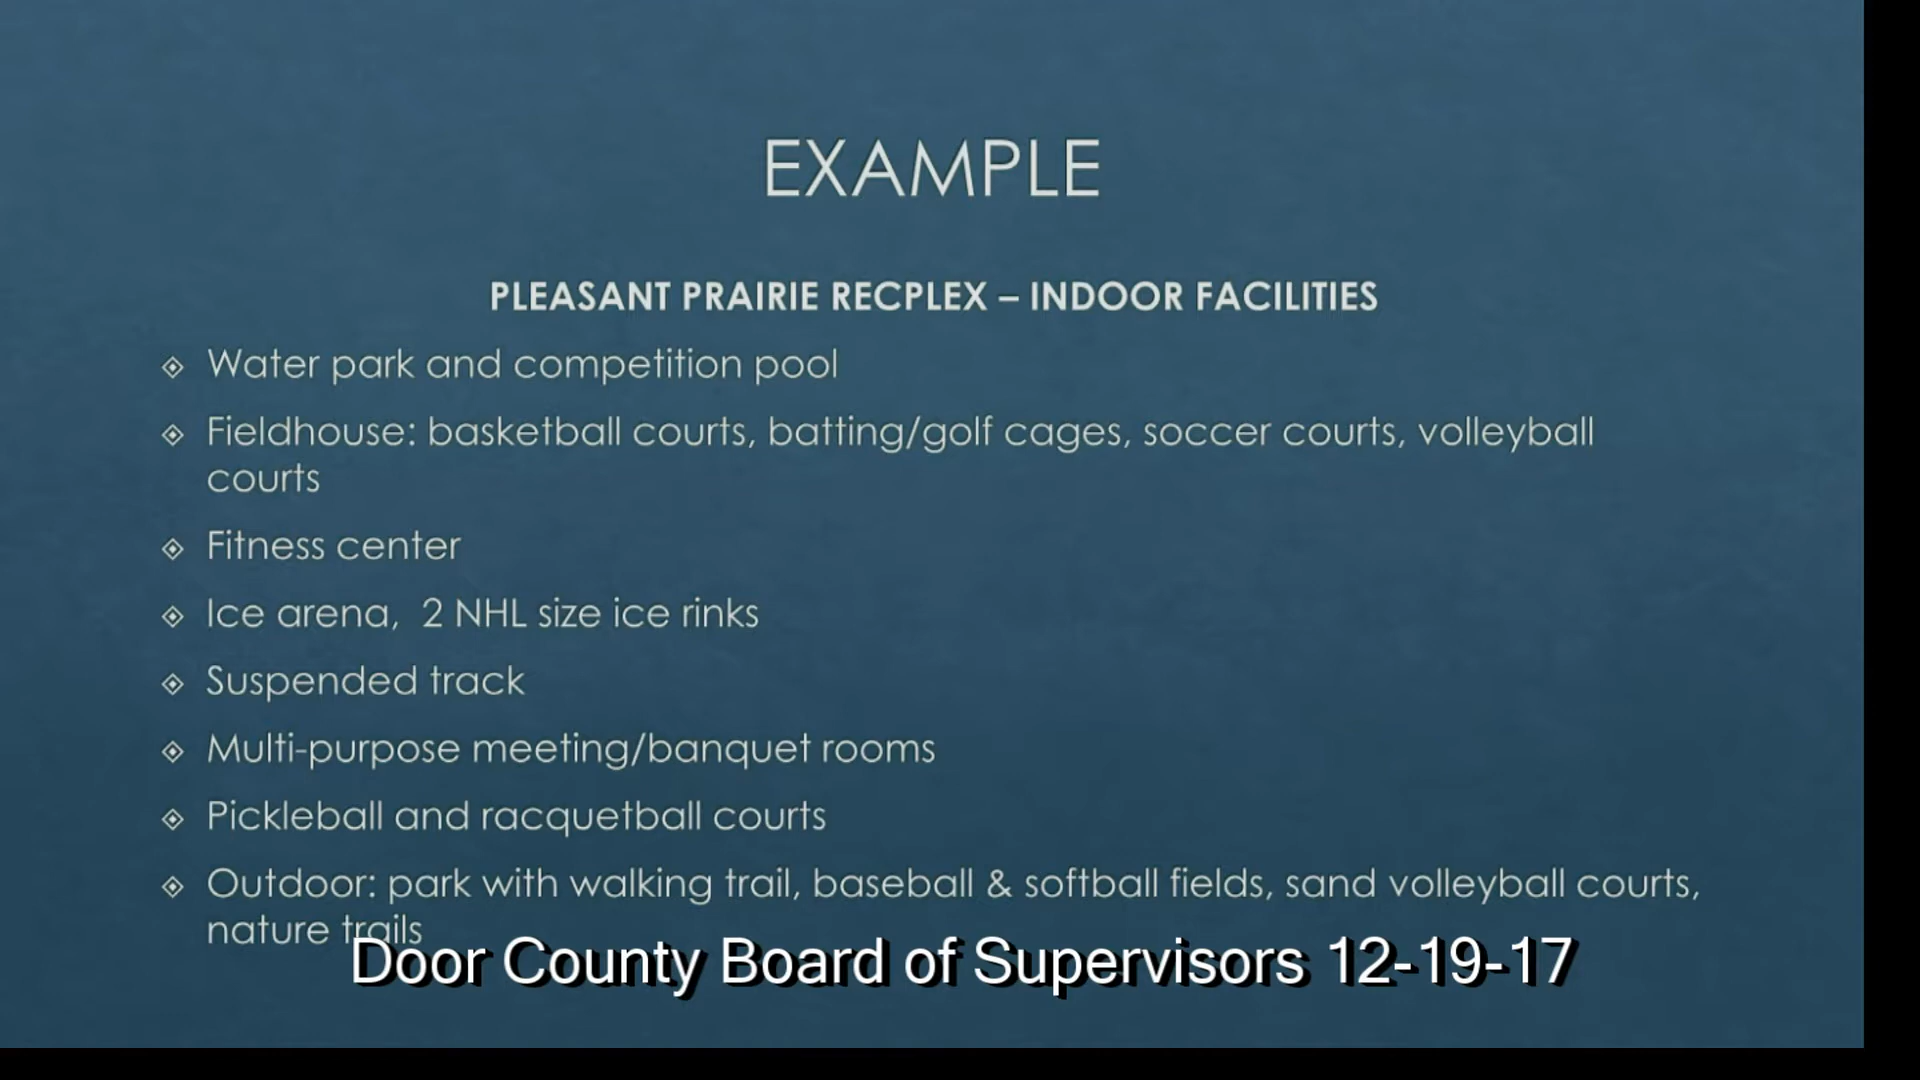 EXAMPLE
PLEASANT PRAIRIE RECPLEX – INDOOR FACILITIES
Water park and competition pool
Fieldhouse: basketball courts, batting/golf cages, soccer courts, volleyball
courts
Fitness center
Ice arena,  2 NHL size ice rinks
Suspended track
Multi-purpose meeting/banquet rooms
Pickleball and racquetball courts
Outdoor: park with walking trail, baseball & softball fields, sand volleyball courts,
nature trails
Door County Board of Supervisors 12-19-17